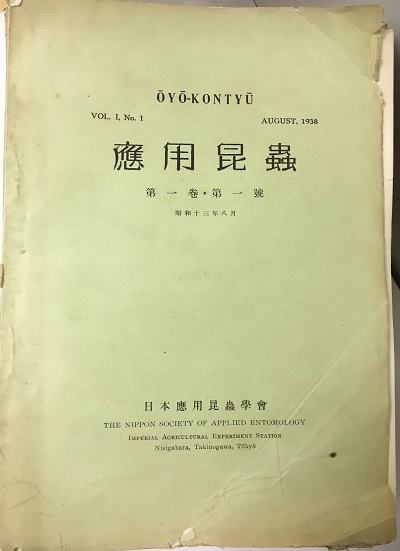 ŌYŌ-KONTYŪ
VOL. I, No. 1 AUGUST, 1938
應用昆蟲
第一卷・第一號
昭和十三年八月
日本應用昆蟲學會
THE NIPPON SOCIETY OF APPLIED ENTOMOLOGY
IMPERIAL AGRICULTURAL EXPERIMENT STATION
Nisigahara, Takinogawa, Tōkyō